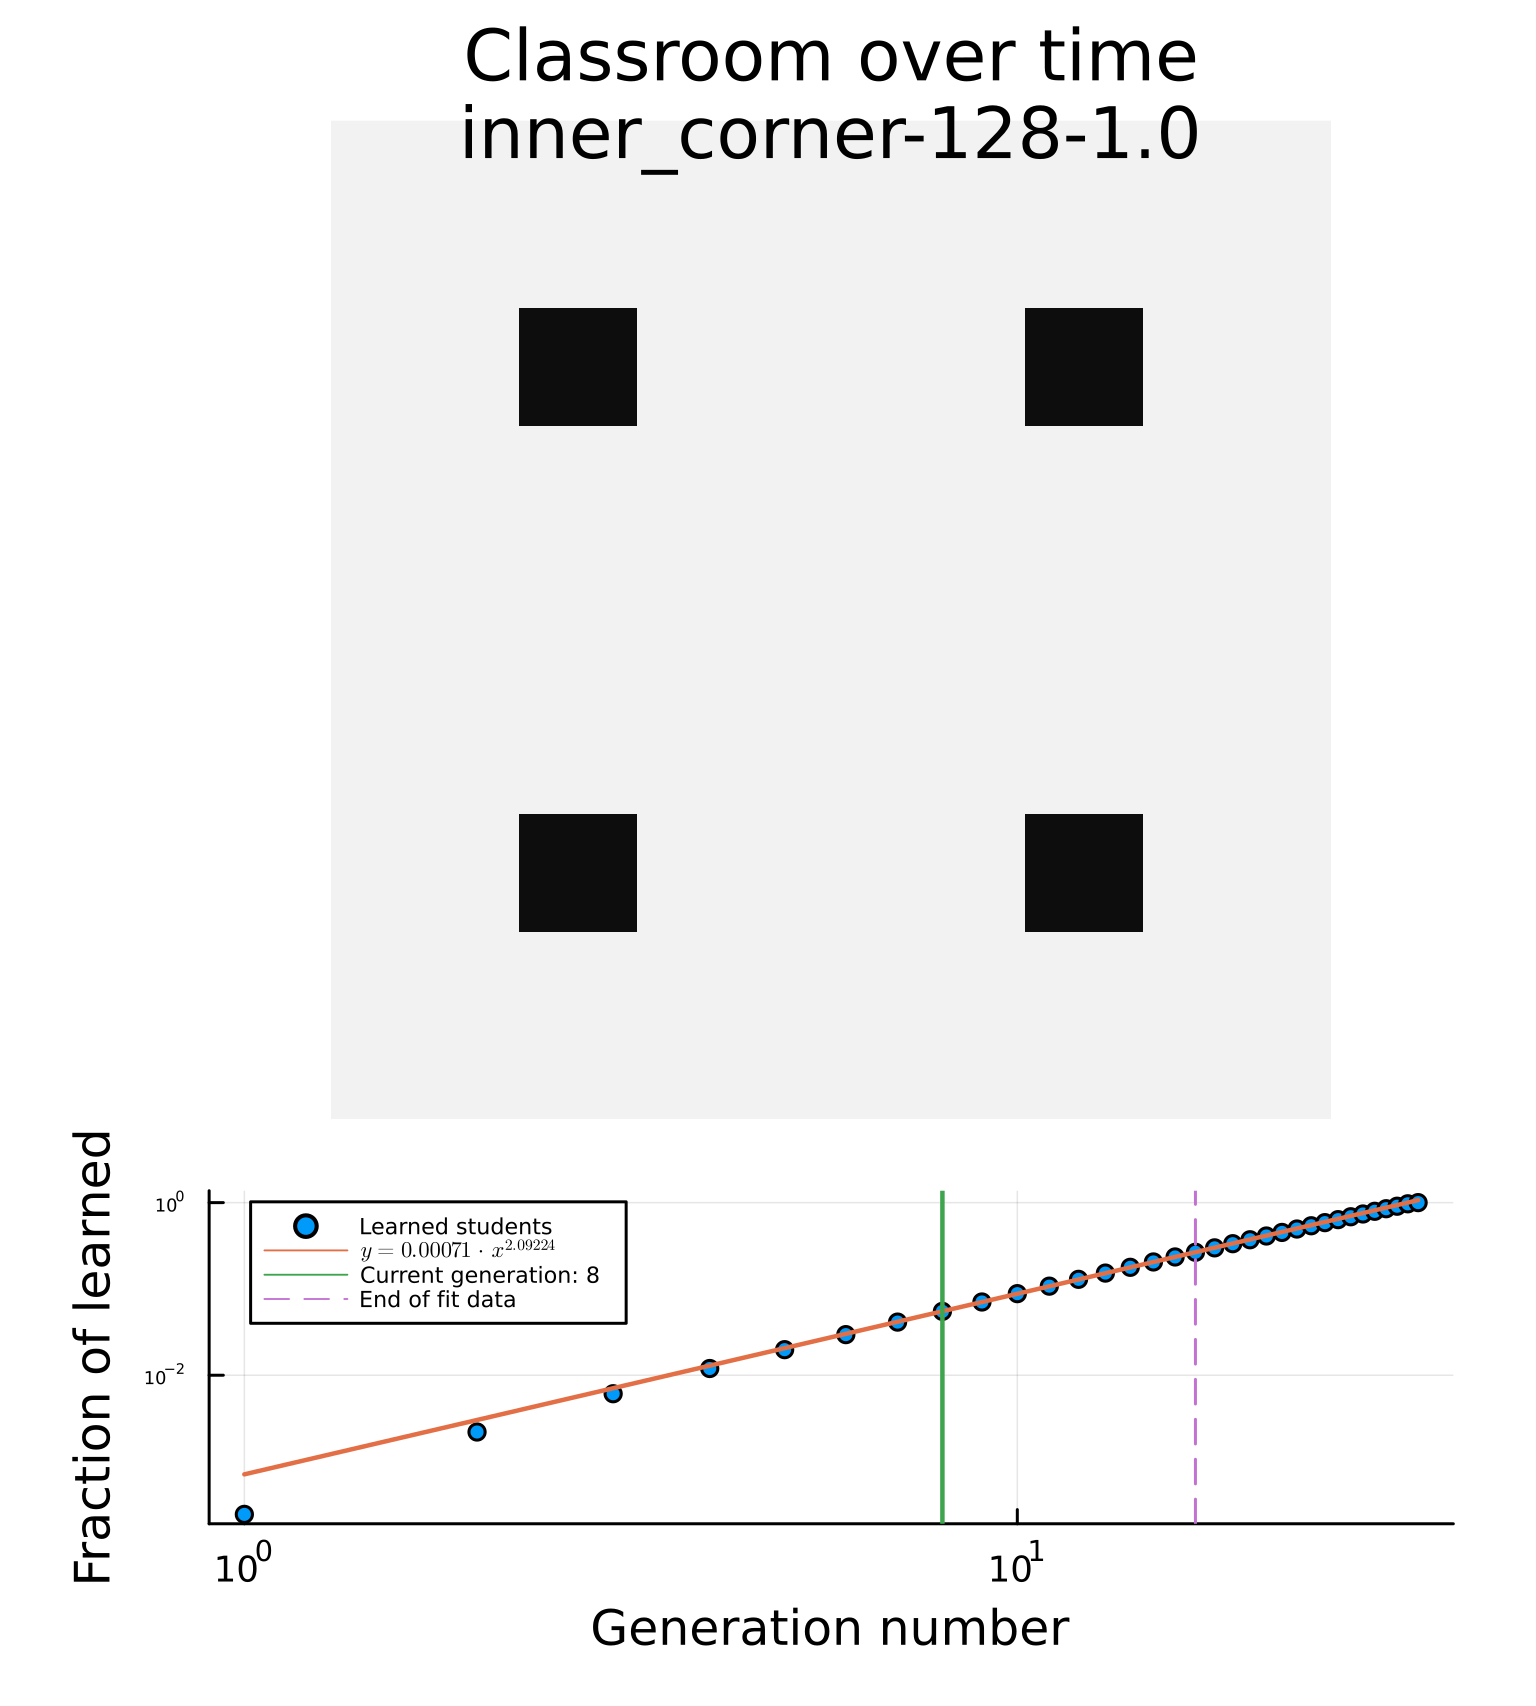 Classroom over time
inner_corner-128-1.0
Fraction of learned
10⁰
10⁻²
Learned students
y = 0.00071 · x^2.09224
Current generation: 8
End of fit data
10⁰
10¹
Generation number